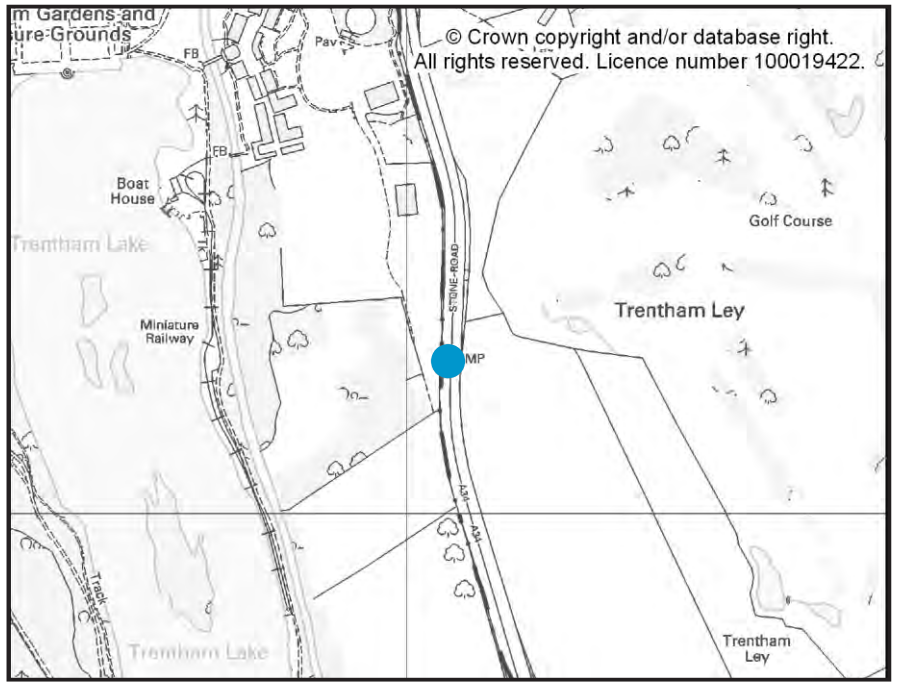 m Gardens and
sure Grounds
© Crown copyright and/or database right.
All rights reserved. Licence number 100019422.
Pav
FB
FB
Boat
House
Golf Course
Trentham Lake
TK
STONE ROAD
Trentham Ley
Miniature
Railway
MP
A34
A34
Track
Trentham
Ley
Trentham Lake